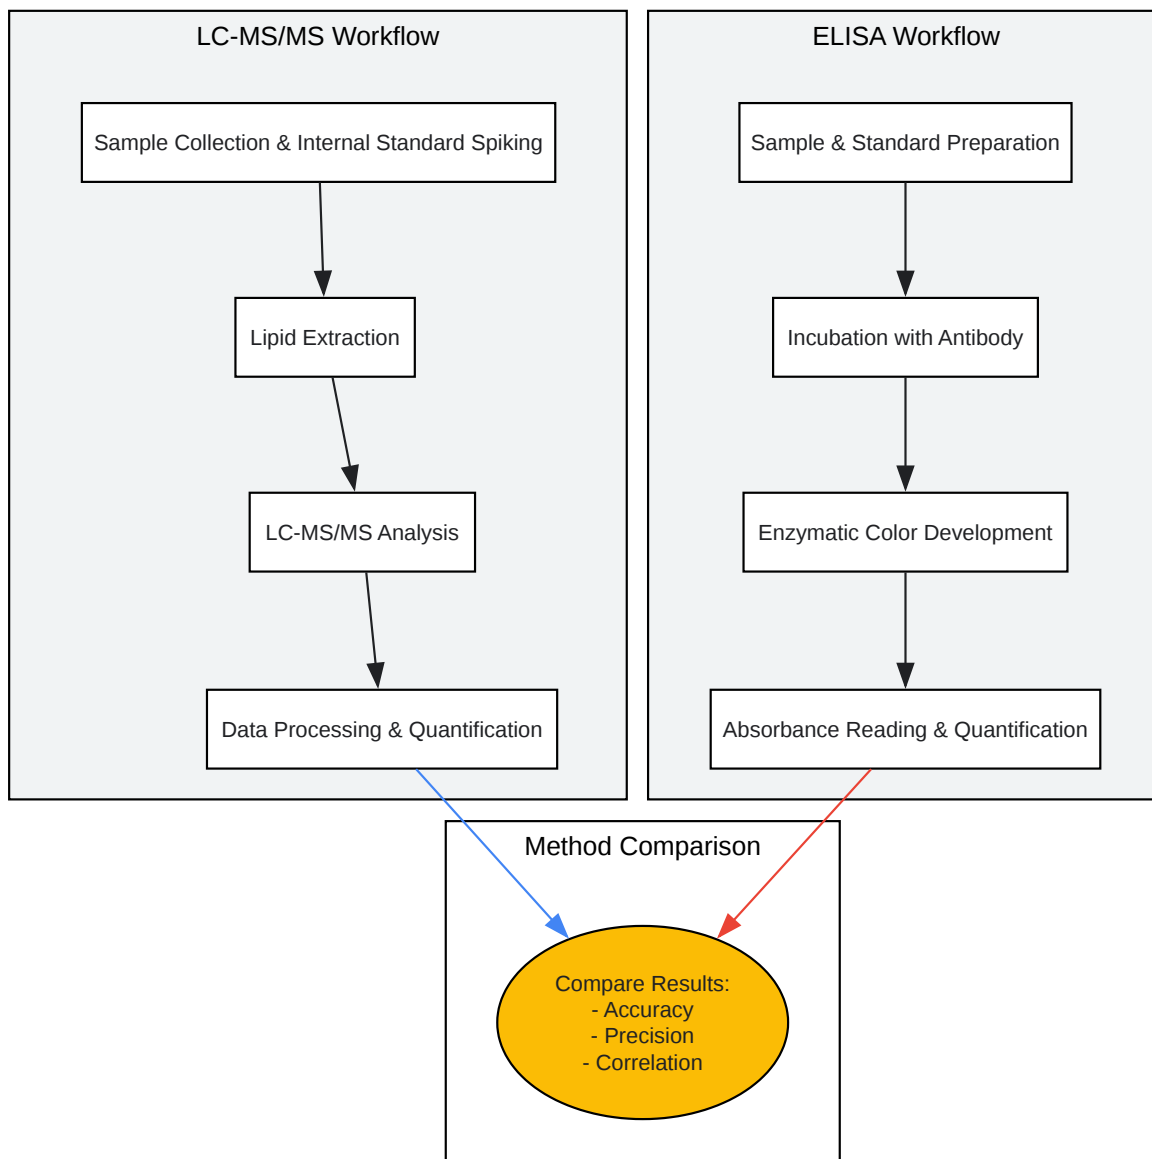 LC-MS/MS Workflow
Sample Collection & Internal Standard Spiking
Lipid Extraction
LC-MS/MS Analysis
Data Processing & Quantification
ELISA Workflow
Sample & Standard Preparation
Incubation with Antibody
Enzymatic Color Development
Absorbance Reading & Quantification
Method Comparison
Compare Results:
- Accuracy
- Precision
- Correlation